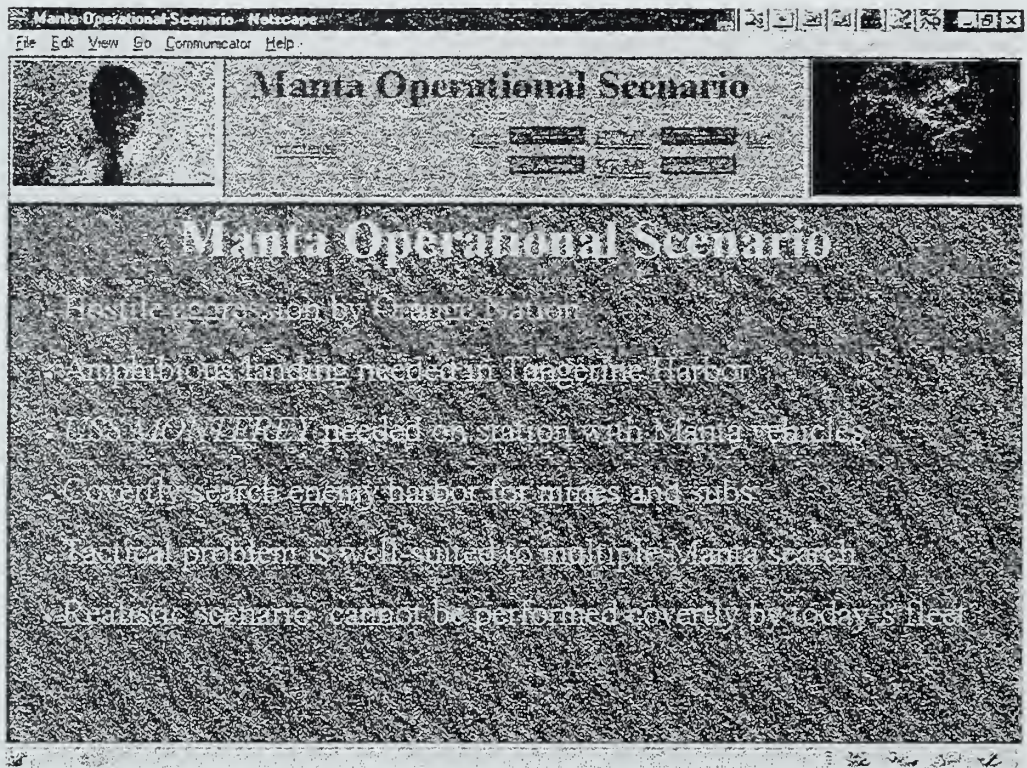 Manta Operational Scenario - Netscape
File Edit View Go Communicator Help
Manta Operational Scenario
Manta Operational Scenario
Hostile aggression by Orange Nation
Amphibious landing needed in Tangerine Harbor
USS MONTEREY needed on station with Manta vehicles
Covertly search enemy harbor for mines and subs
Tactical problem is well-suited to multiple-Manta search
Realistic scenario, cannot be performed covertly by today's fleet